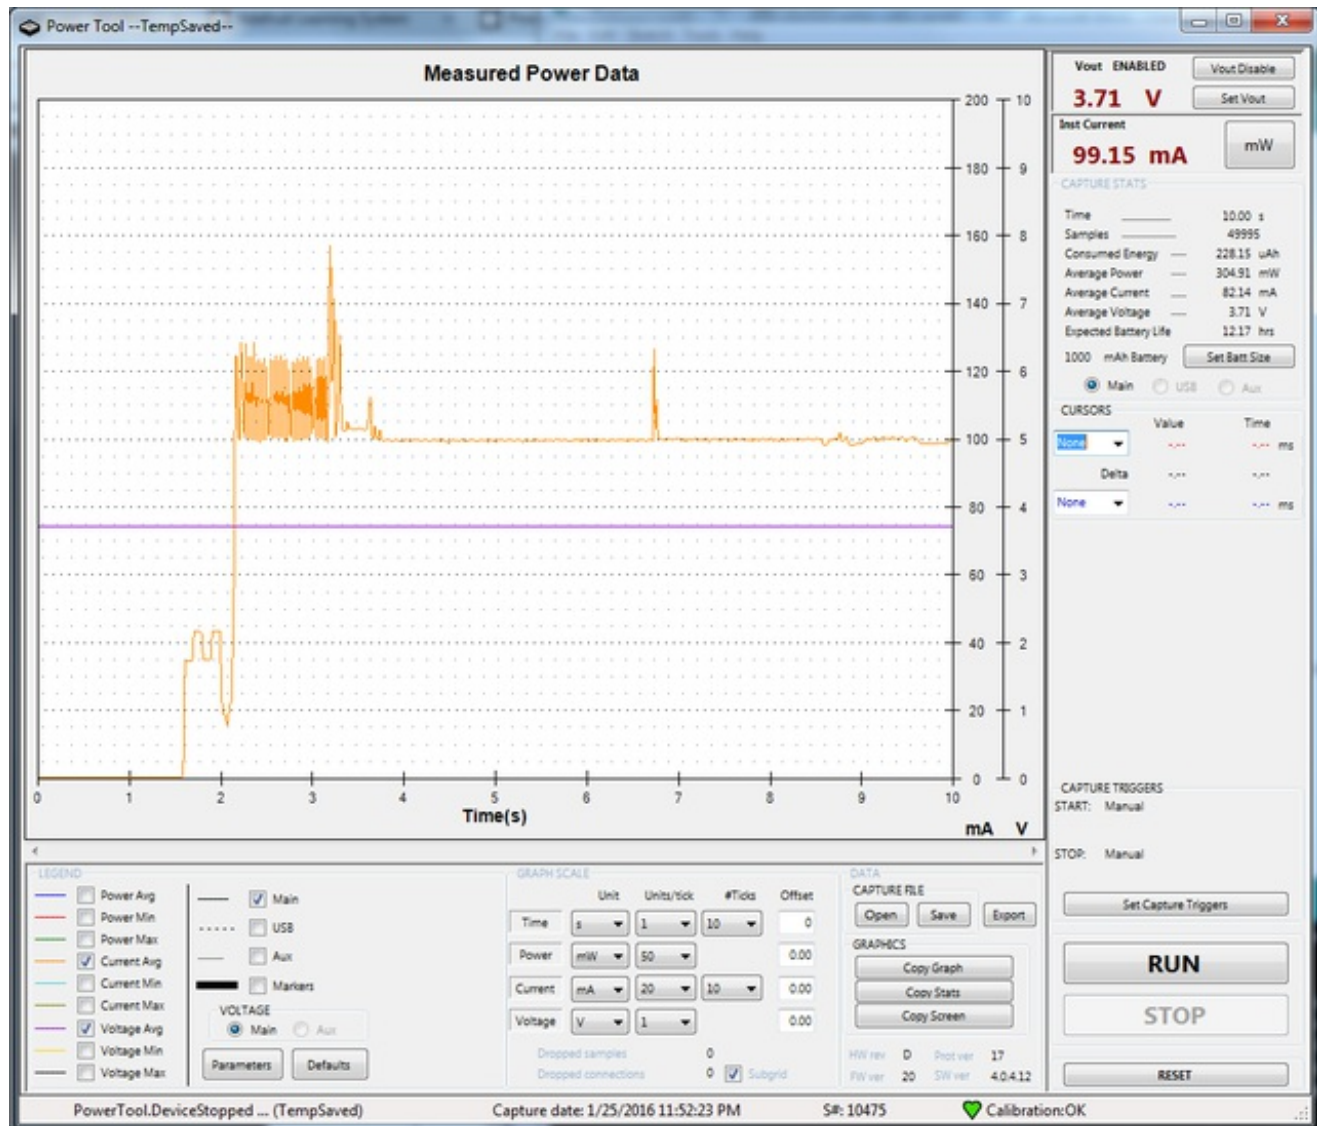 Power Tool --TempSaved--
Measured Power Data
200 10
180 9
160 8
140 7
120 6
100 5
80 4
60 3
40 2
20 1
0 0
0 1 2 3 4 5 6 7 8 9 10
Time(s)
mA V
Vout ENABLED Vout Disable
3.71 V Set Vout
Inst Current
99.15 mA mW
CAPTURE STATS
Time 10.00 s
Samples 49995
Consumed Energy 228.15 uAh
Average Power 304.91 mW
Average Current 82.14 mA
Average Voltage 3.71 V
Expected Battery Life 12.17 hrs
1000 mAh Battery Set Batt Size
Main USB Aux
CURSORS
Value Time
None -.-- -.-- ms
Delta -.-- -.--
None -.-- -.-- ms
CAPTURE TRIGGERS
START: Manual
STOP: Manual
Set Capture Triggers
RUN
STOP
RESET
LEGEND
Power Avg
Power Min
Power Max
Current Avg
Current Min
Current Max
Voltage Avg
Voltage Min
Voltage Max
Main
USB
Aux
Markers
VOLTAGE
Main Aux
Parameters Defaults
GRAPH SCALE
Unit Units/tick #Ticks Offset
Time s 1 10 0
Power mW 50 0.00
Current mA 20 10 0.00
Voltage V 1 0.00
Dropped samples 0
Dropped connections 0 Subgrid
DATA
CAPTURE FILE
Open Save Export
GRAPHICS
Copy Graph
Copy Stats
Copy Screen
HW rev D Prot ver 17
FW ver 20 SW ver 4.0.4.12
PowerTool.DeviceStopped ... (TempSaved) Capture date: 1/25/2016 11:52:23 PM S#: 10475 Calibration:OK